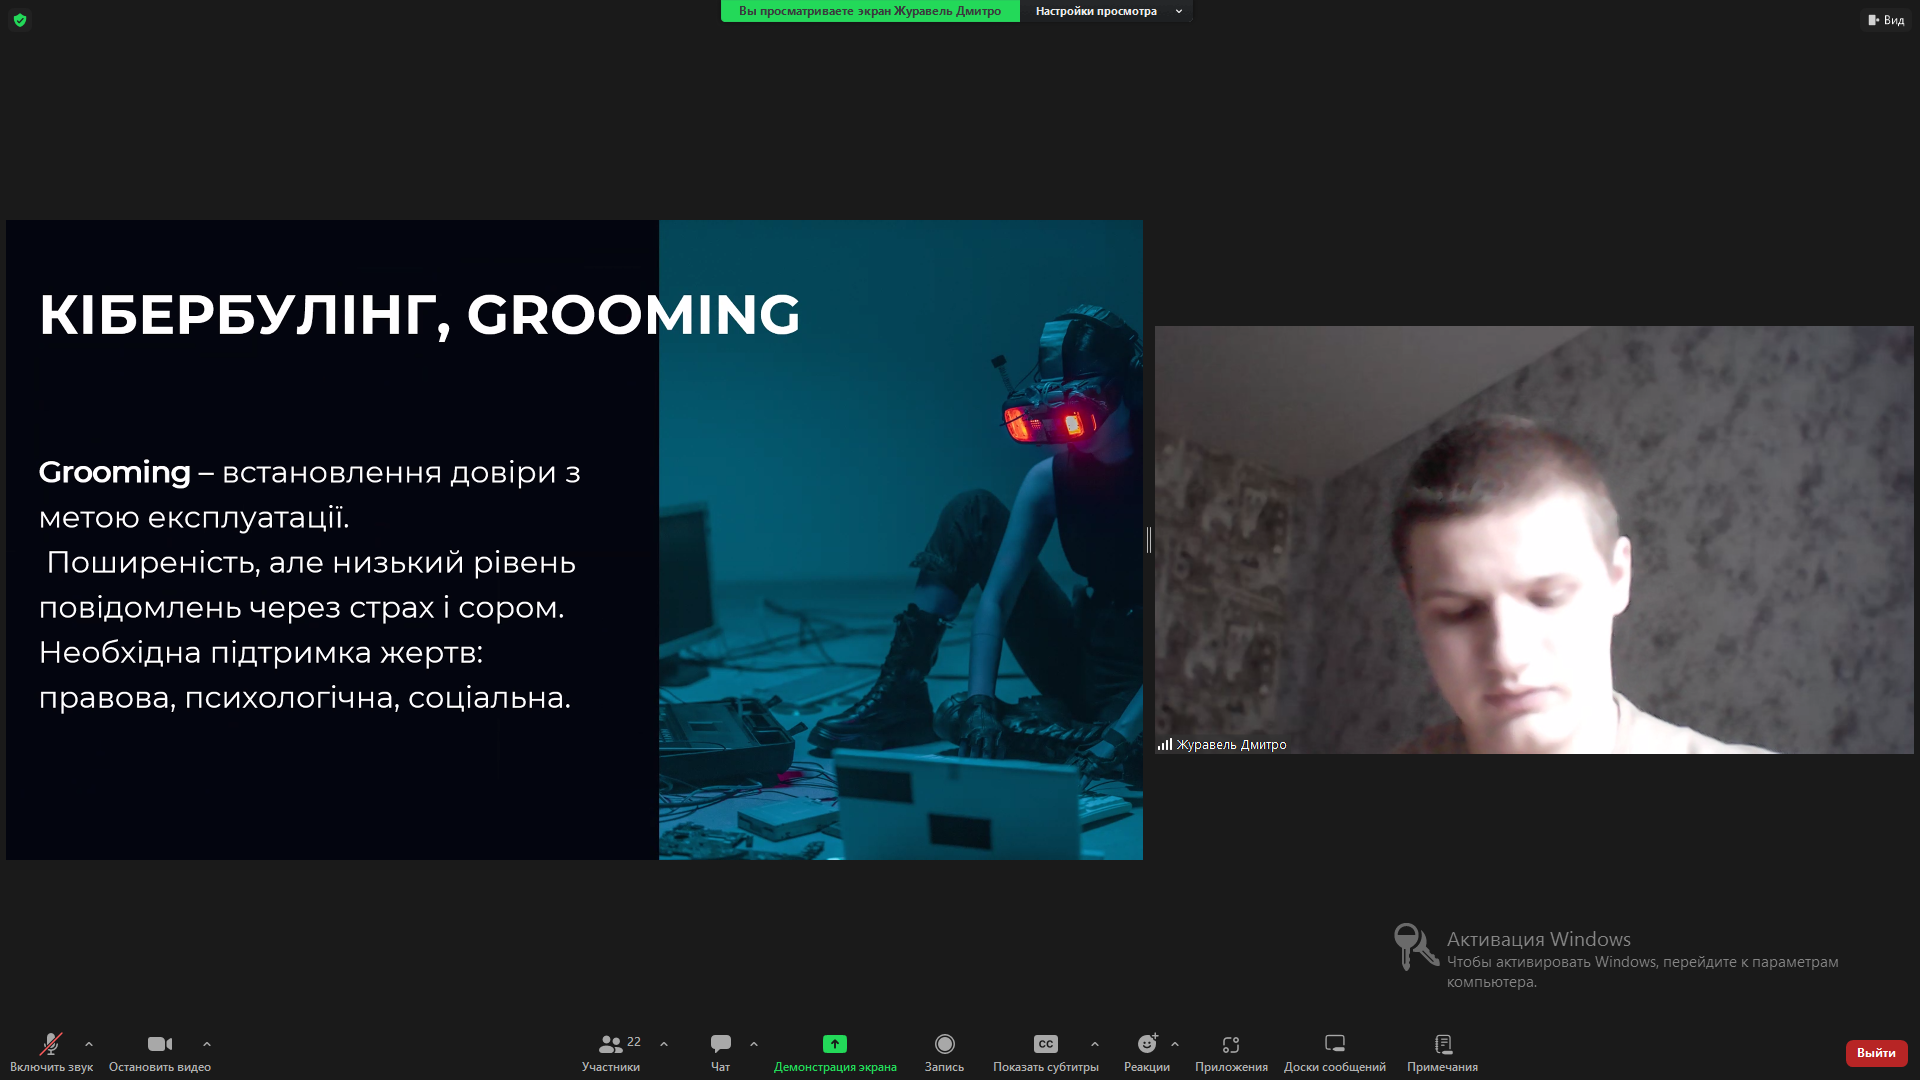 Вы просматриваете экран Журавель Дмитро
Настройки просмотра
Вид
КІБЕРБУЛІНГ, GROOMING
Grooming – встановлення довіри з
метою експлуатації.
Поширеність, але низький рівень
повідомлень через страх і сором.
Необхідна підтримка жертв:
правова, психологічна, соціальна.
Журавель Дмитро
Активация Windows
Чтобы активировать Windows, перейдите к параметрам
компьютера.
Включить звук
Остановить видео
22
Участники
Чат
Демонстрация экрана
Запись
CC
Показать субтитры
Реакции
Приложения
Доски сообщений
Примечания
Выйти